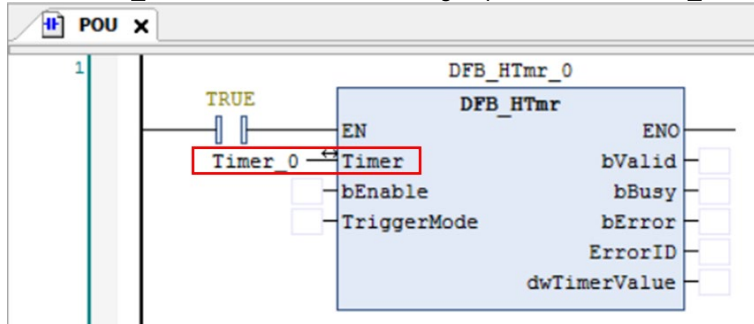 POU
1
DFB_HTmr_0
TRUE
DFB_HTmr
EN ENO
Timer_0 Timer bValid
bEnable bBusy
TriggerMode bError
ErrorID
dwTimerValue